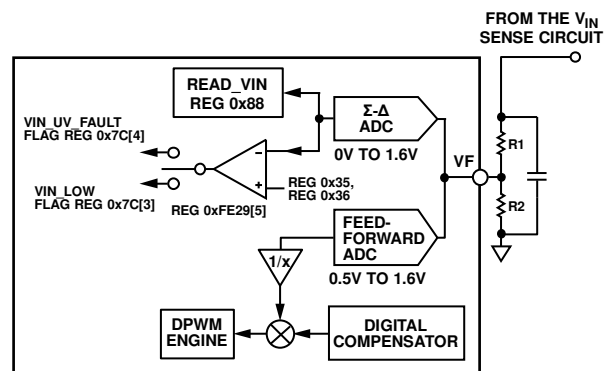 FROM THE VIN
SENSE CIRCUIT
READ_VIN
REG 0x88
Σ-Δ
ADC
0V TO 1.6V
VIN_UV_FAULT
FLAG REG 0x7C[4]
VIN_LOW
FLAG REG 0x7C[3]
–
+
REG 0x35,
REG 0x36
REG 0xFE29[5]
VF
R1
R2
FEED-
FORWARD
ADC
0.5V TO 1.6V
1/x
DPWM
ENGINE
DIGITAL
COMPENSATOR